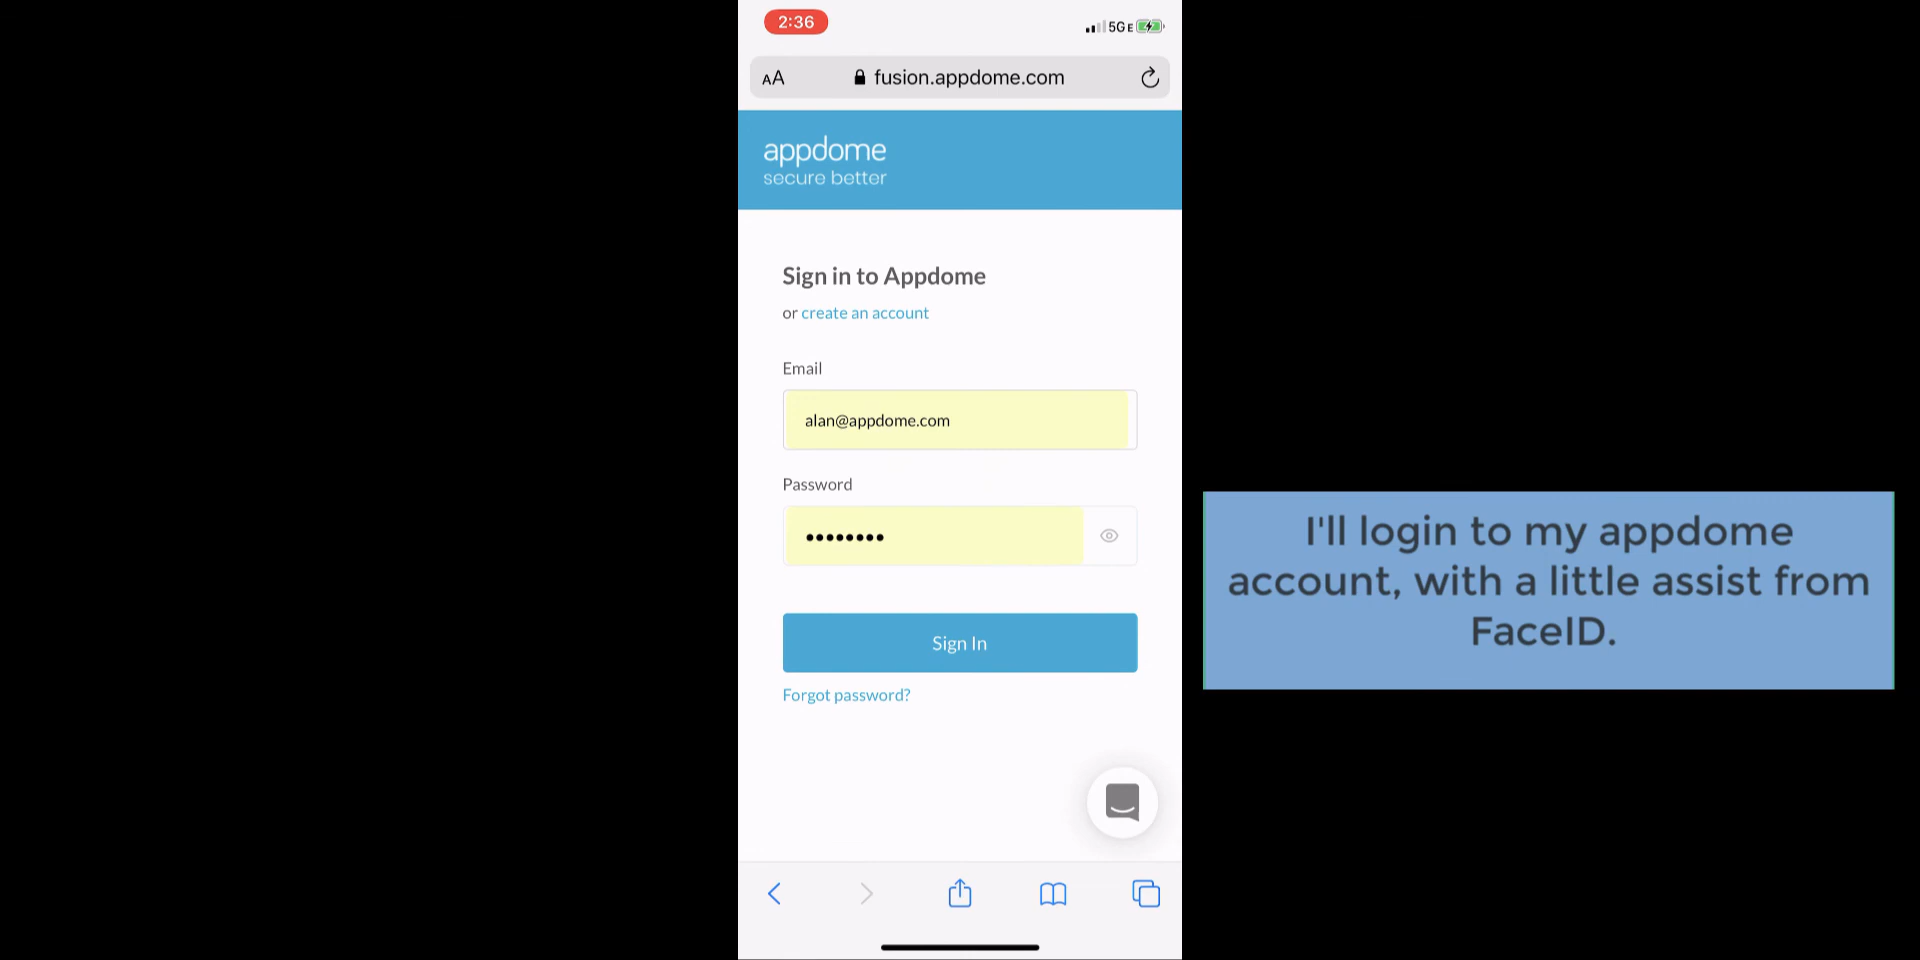 2:36
5GE
AA
fusion.appdome.com
appdome
secure better
Sign in to Appdome
or create an account
Email
alan@appdome.com
Password
••••••••
Sign In
Forgot password?
I'll login to my appdome
account, with a little assist from
FaceID.